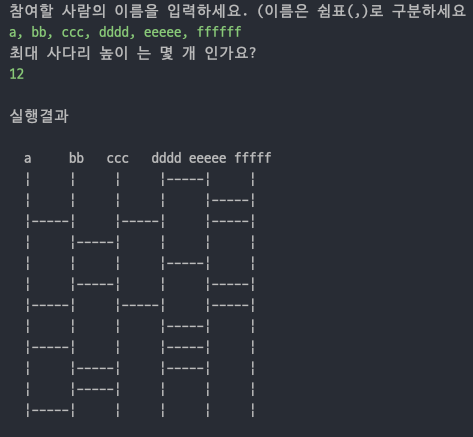 참여할 사람의 이름을 입력하세요. (이름은 쉼표(,)로 구분하세요
a, bb, ccc, dddd, eeeee, ffffff
최대 사다리 높이 는 몇 개 인가요?
12
실행결과
  a     bb   ccc   dddd eeeee fffff
  ¦     ¦     ¦     ¦-----¦     ¦
  ¦     ¦     ¦     ¦     ¦-----¦
  ¦-----¦     ¦-----¦     ¦-----¦
  ¦     ¦-----¦     ¦     ¦     ¦
  ¦     ¦     ¦     ¦-----¦     ¦
  ¦     ¦-----¦     ¦     ¦-----¦
  ¦-----¦     ¦-----¦     ¦-----¦
  ¦     ¦     ¦     ¦-----¦     ¦
  ¦-----¦     ¦     ¦-----¦     ¦
  ¦     ¦-----¦     ¦-----¦     ¦
  ¦     ¦-----¦     ¦     ¦     ¦
  ¦-----¦     ¦     ¦     ¦     ¦